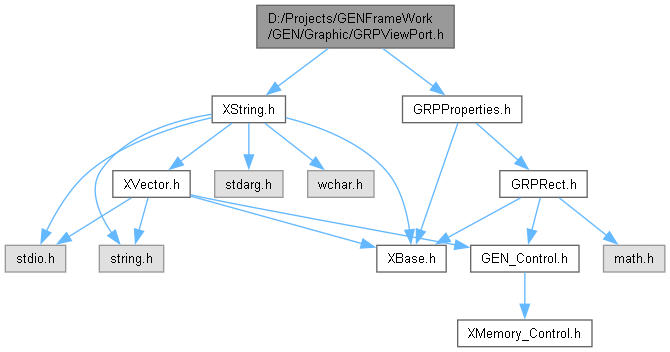 D:/Projects/GENFrameWork
/GEN/Graphic/GRPViewPort.h
XString.h
GRPProperties.h
XVector.h
stdarg.h
wchar.h
GRPRect.h
stdio.h
string.h
XBase.h
GEN_Control.h
math.h
XMemory_Control.h